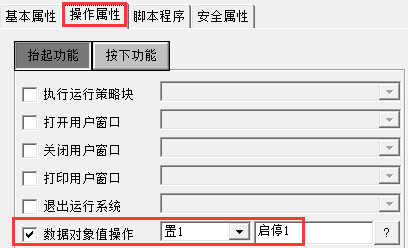 基本属性 操作属性 脚本程序 安全属性
抬起功能 按下功能
执行运行策略块
打开用户窗口
关闭用户窗口
打印用户窗口
退出运行系统
数据对象值操作 置1 启停1 ?